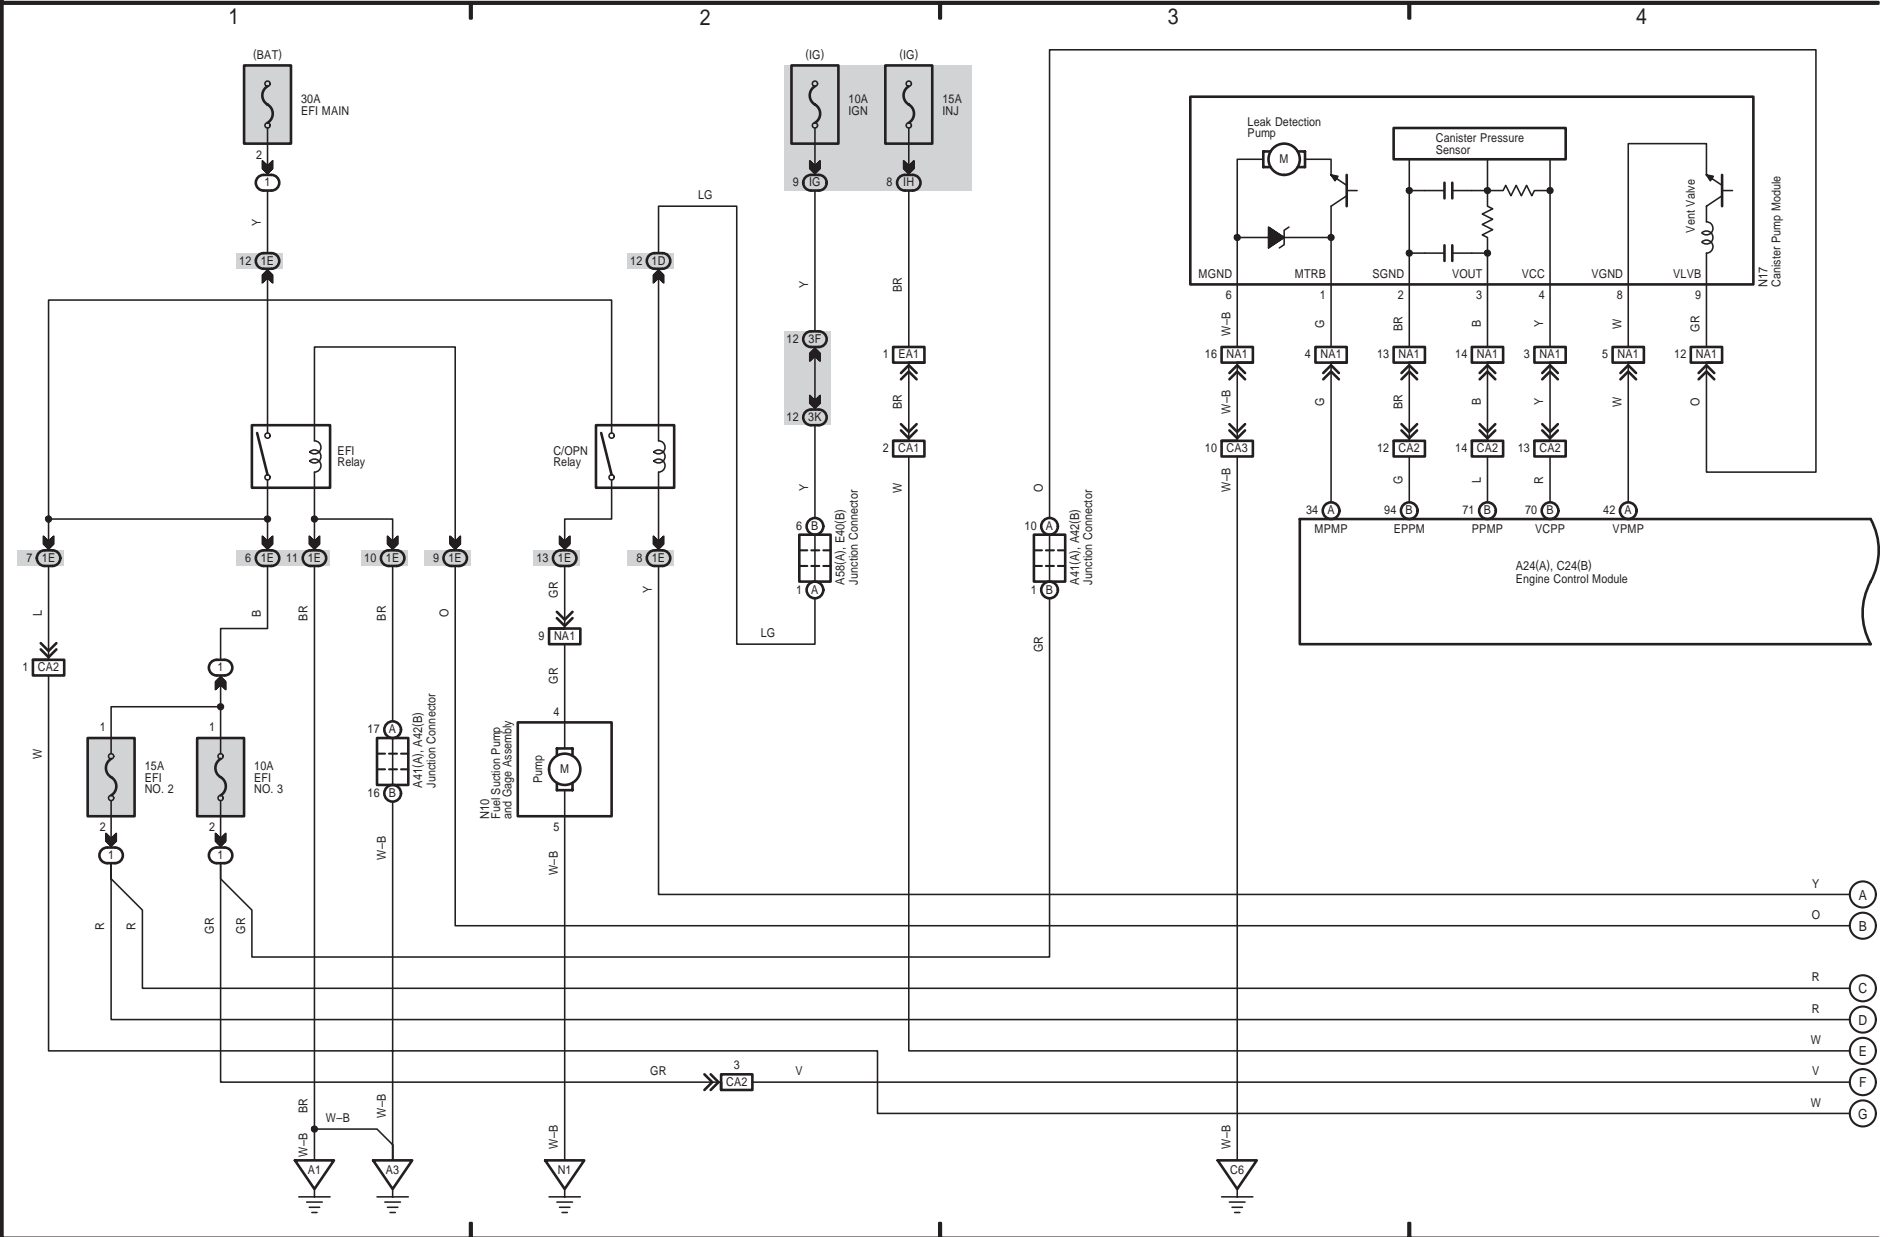 1
2
3
4
(BAT)
30A
EFI MAIN
2
1
Y
12 1E
(IG)
10A
IGN
9 IG
(IG)
15A
INJ
8 IH
LG
12 1D
Y
BR
12 3F
12 3K
1 EA1
BR
2 CA1
Y
W
Leak Detection
Pump
M
Canister Pressure
Sensor
Vent Valve
N17
Canister Pump Module
MGND
MTRB
SGND
VOUT
VCC
VGND
VLVB
6
1
2
3
4
8
9
W–B
G
BR
B
Y
W
GR
16 NA1
4 NA1
13 NA1
14 NA1
3 NA1
5 NA1
12 NA1
W–B
G
BR
B
Y
W
O
10 CA3
12 CA2
14 CA2
13 CA2
W–B
G
L
R
34 A
94 B
71 B
70 B
42 A
MPMP
EPPM
PPMP
VCPP
VPMP
A24(A), C24(B)
Engine Control Module
EFI
Relay
C/OPN
Relay
7 1E
6 1E
11 1E
10 1E
9 1E
13 1E
8 1E
L
B
BR
BR
O
GR
Y
6 B
A58(A), E40(B)
Junction Connector
1 A
LG
O
10 A
A41(A), A42(B)
Junction Connector
1 B
GR
1 CA2
1
9 NA1
GR
W
1
15A
EFI
NO. 2
2
1
1
10A
EFI
NO. 3
2
1
17 A
A41(A), A42(B)
Junction Connector
16 B
W–B
4
N10
Fuel Suction Pump
and Gage Assembly
Pump
M
5
W–B
R
R
GR
GR
Y
A
O
B
R
C
R
D
W
E
GR
3
CA2
V
V
F
W
G
BR
W–B
W–B
W–B
W–B
W–B
A1
A3
N1
C6